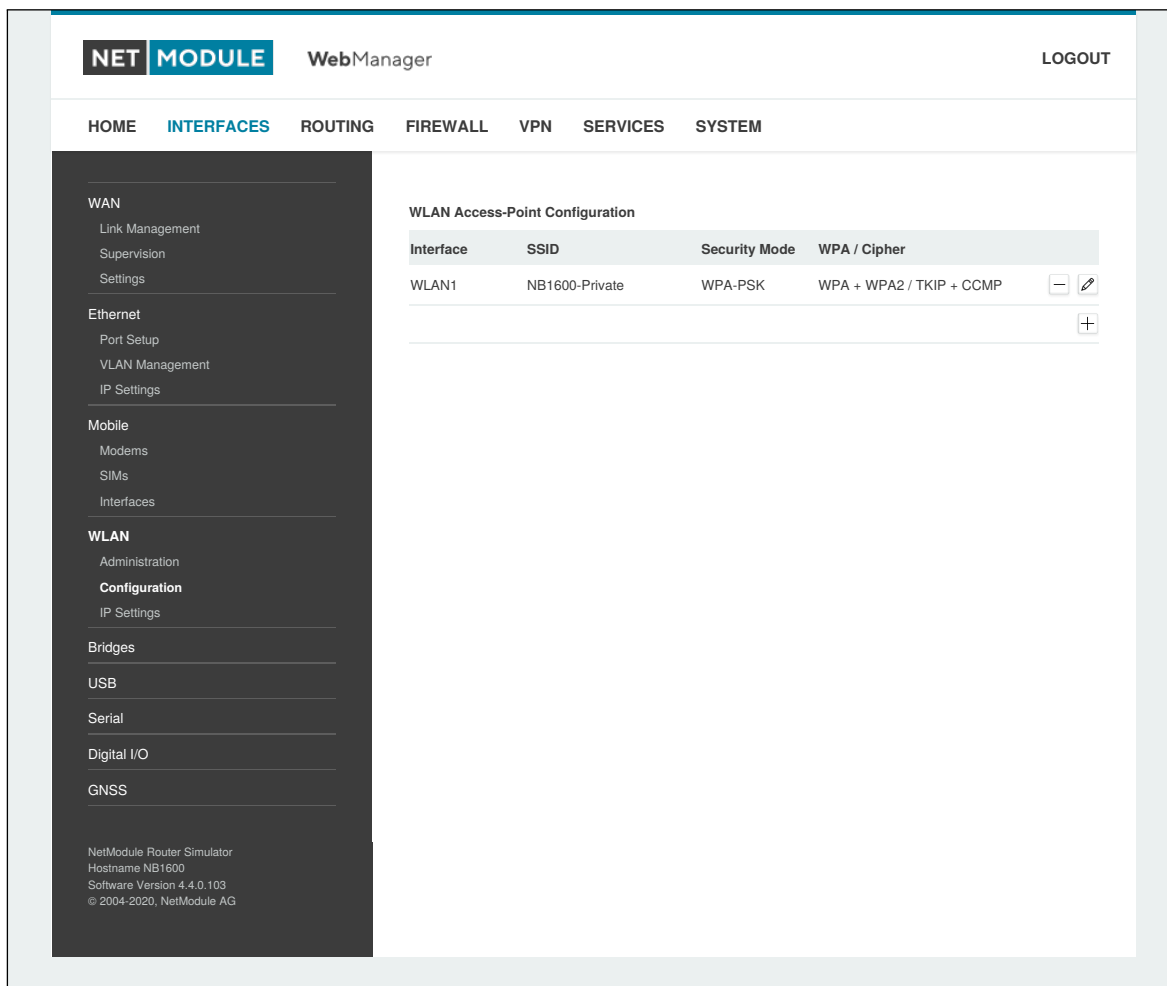 NET MODULE WebManager LOGOUT
HOME INTERFACES ROUTING FIREWALL VPN SERVICES SYSTEM
WAN
Link Management
Supervision
Settings
Ethernet
Port Setup
VLAN Management
IP Settings
Mobile
Modems
SIMs
Interfaces
WLAN
Administration
Configuration
IP Settings
Bridges
USB
Serial
Digital I/O
GNSS
NetModule Router Simulator
Hostname NB1600
Software Version 4.4.0.103
© 2004-2020, NetModule AG
WLAN Access-Point Configuration
Interface SSID Security Mode WPA / Cipher
WLAN1 NB1600-Private WPA-PSK WPA + WPA2 / TKIP + CCMP